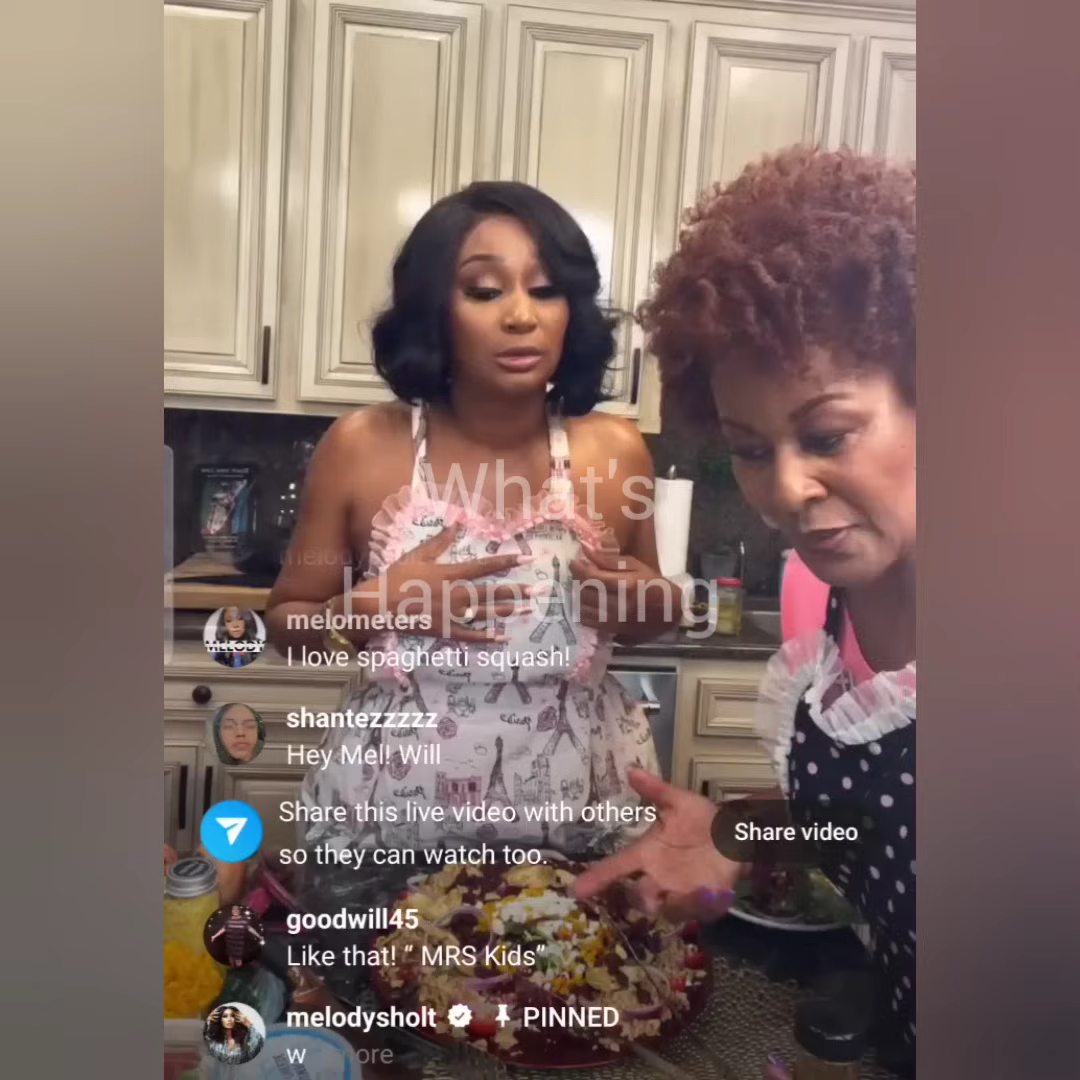 What's
Happening
melometers
I love spaghetti squash!
shantezzzzz
Hey Mel! Will
Share this live video with others
so they can watch too.
Share video
goodwill45
Like that! “ MRS Kids”
melodysholt PINNED
w